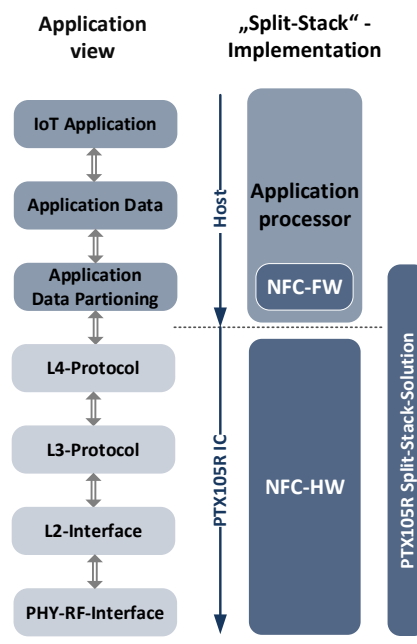 Application
view
„Split-Stack“ -
Implementation
IoT Application
Application Data
Application
Data Partioning
L4-Protocol
L3-Protocol
L2-Interface
PHY-RF-Interface
Host
PTX105R IC
Application
processor
NFC-FW
NFC-HW
PTX105R Split-Stack-Solution